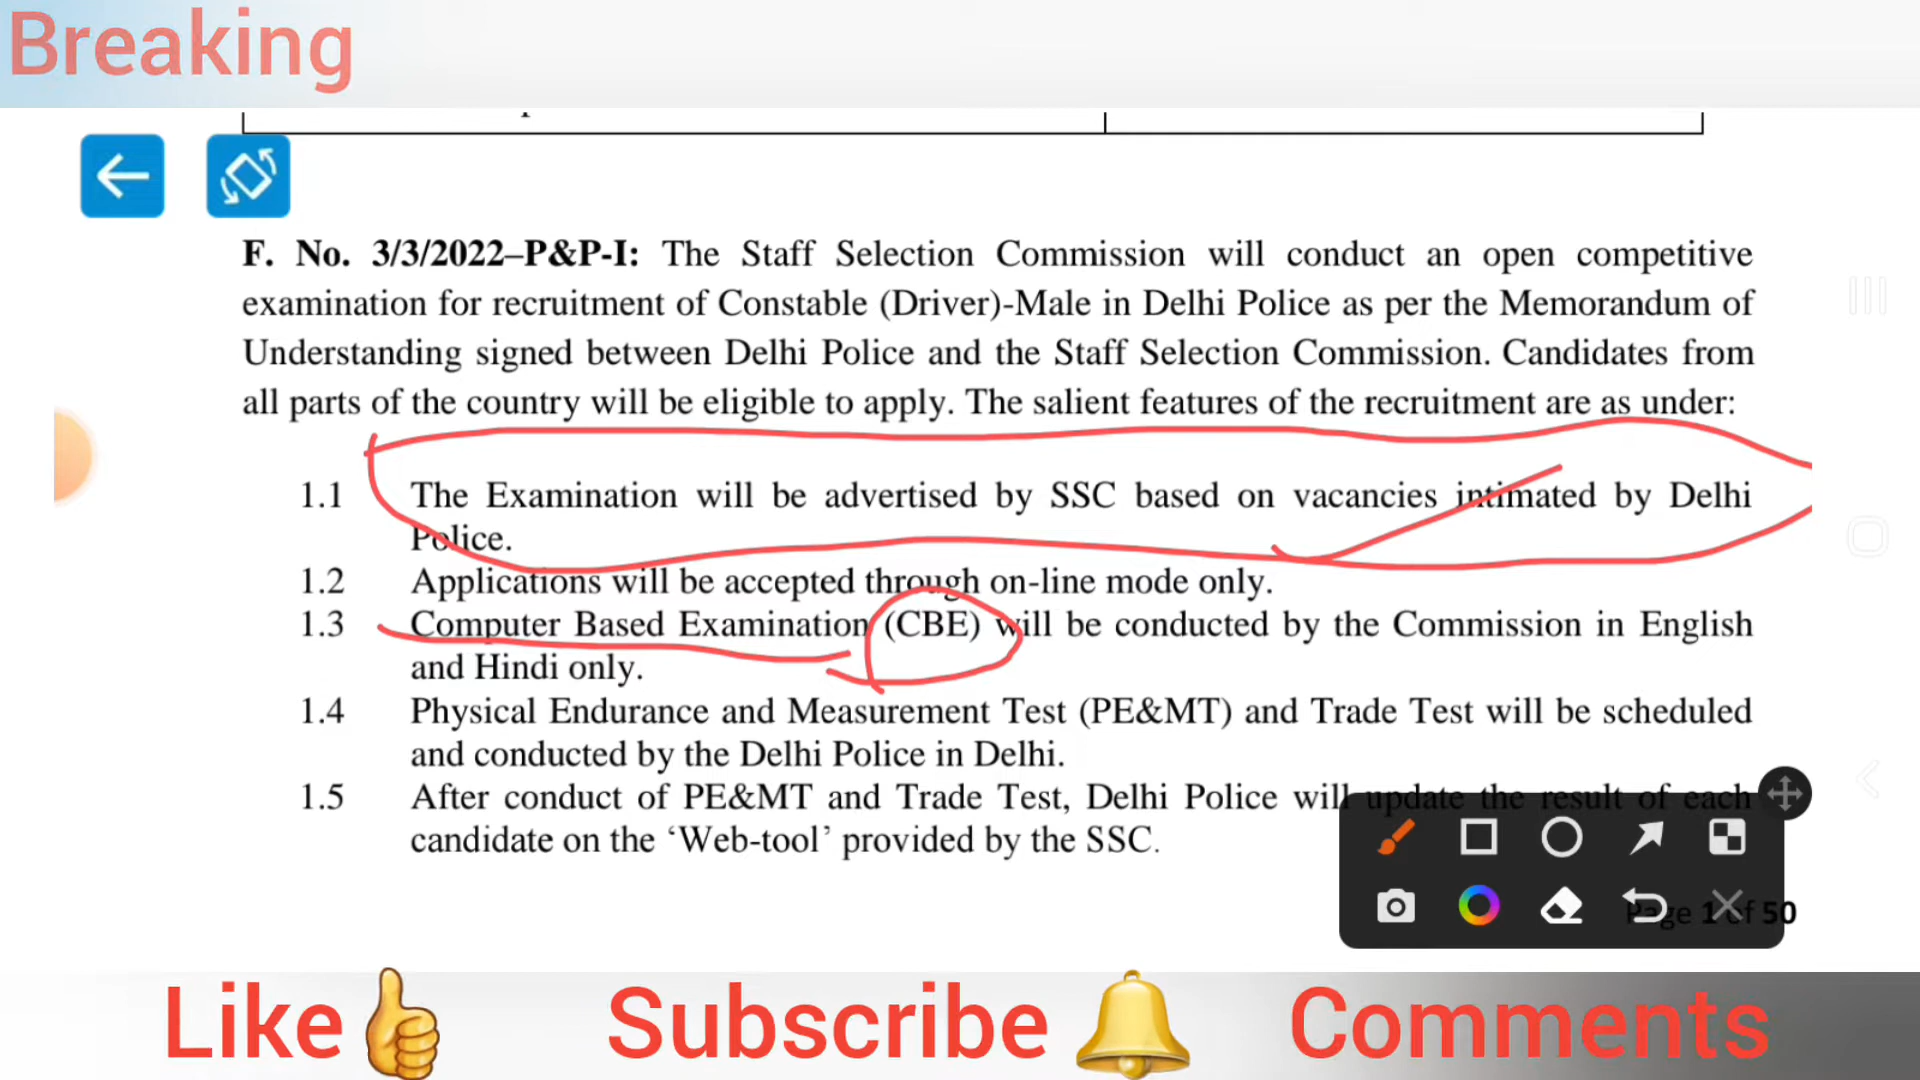 Breaking
F. No. 3/3/2022–P&P-I: The Staff Selection Commission will conduct an open competitive
examination for recruitment of Constable (Driver)-Male in Delhi Police as per the Memorandum of
Understanding signed between Delhi Police and the Staff Selection Commission. Candidates from
all parts of the country will be eligible to apply. The salient features of the recruitment are as under:
1.1 The Examination will be advertised by SSC based on vacancies intimated by Delhi
Police.
1.2 Applications will be accepted through on-line mode only.
1.3 Computer Based Examination (CBE) will be conducted by the Commission in English
and Hindi only.
1.4 Physical Endurance and Measurement Test (PE&MT) and Trade Test will be scheduled
and conducted by the Delhi Police in Delhi.
1.5 After conduct of PE&MT and Trade Test, Delhi Police will update the result of each
candidate on the ‘Web-tool’ provided by the SSC.
Page 1 of 50
Like Subscribe Comments